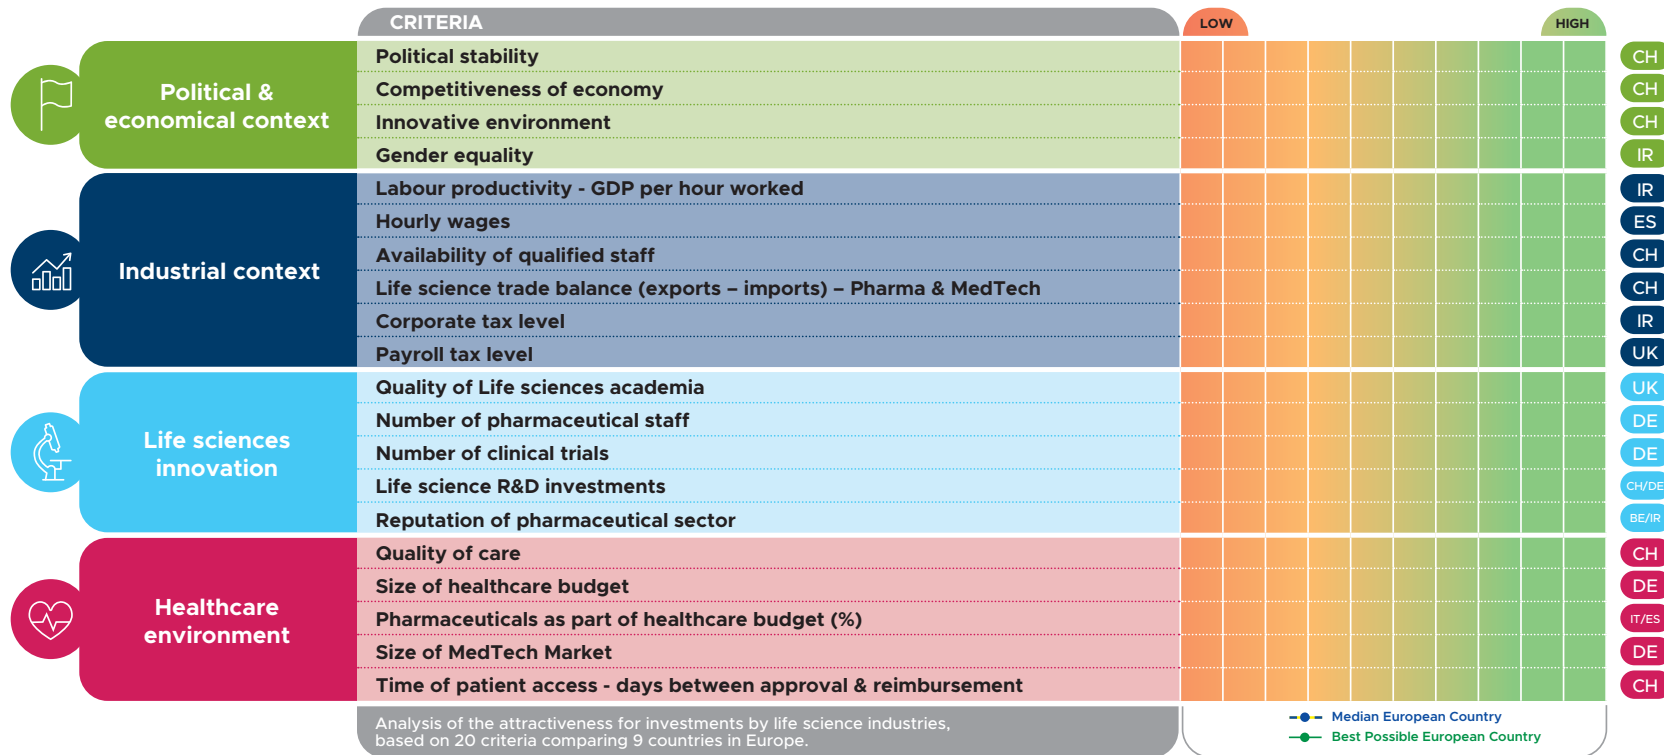 CRITERIA
LOW
HIGH
Political &
economical context
Political stability
CH
Competitiveness of economy
CH
Innovative environment
CH
Gender equality
IR
Industrial context
Labour productivity - GDP per hour worked
IR
Hourly wages
ES
Availability of qualified staff
CH
Life science trade balance (exports – imports) – Pharma & MedTech
CH
Corporate tax level
IR
Payroll tax level
UK
Life sciences
innovation
Quality of Life sciences academia
UK
Number of pharmaceutical staff
DE
Number of clinical trials
DE
Life science R&D investments
CH/DE
Reputation of pharmaceutical sector
BE/IR
Healthcare
environment
Quality of care
CH
Size of healthcare budget
DE
Pharmaceuticals as part of healthcare budget (%)
IT/ES
Size of MedTech Market
DE
Time of patient access - days between approval & reimbursement
CH
Analysis of the attractiveness for investments by life science industries,
based on 20 criteria comparing 9 countries in Europe.
Median European Country
Best Possible European Country